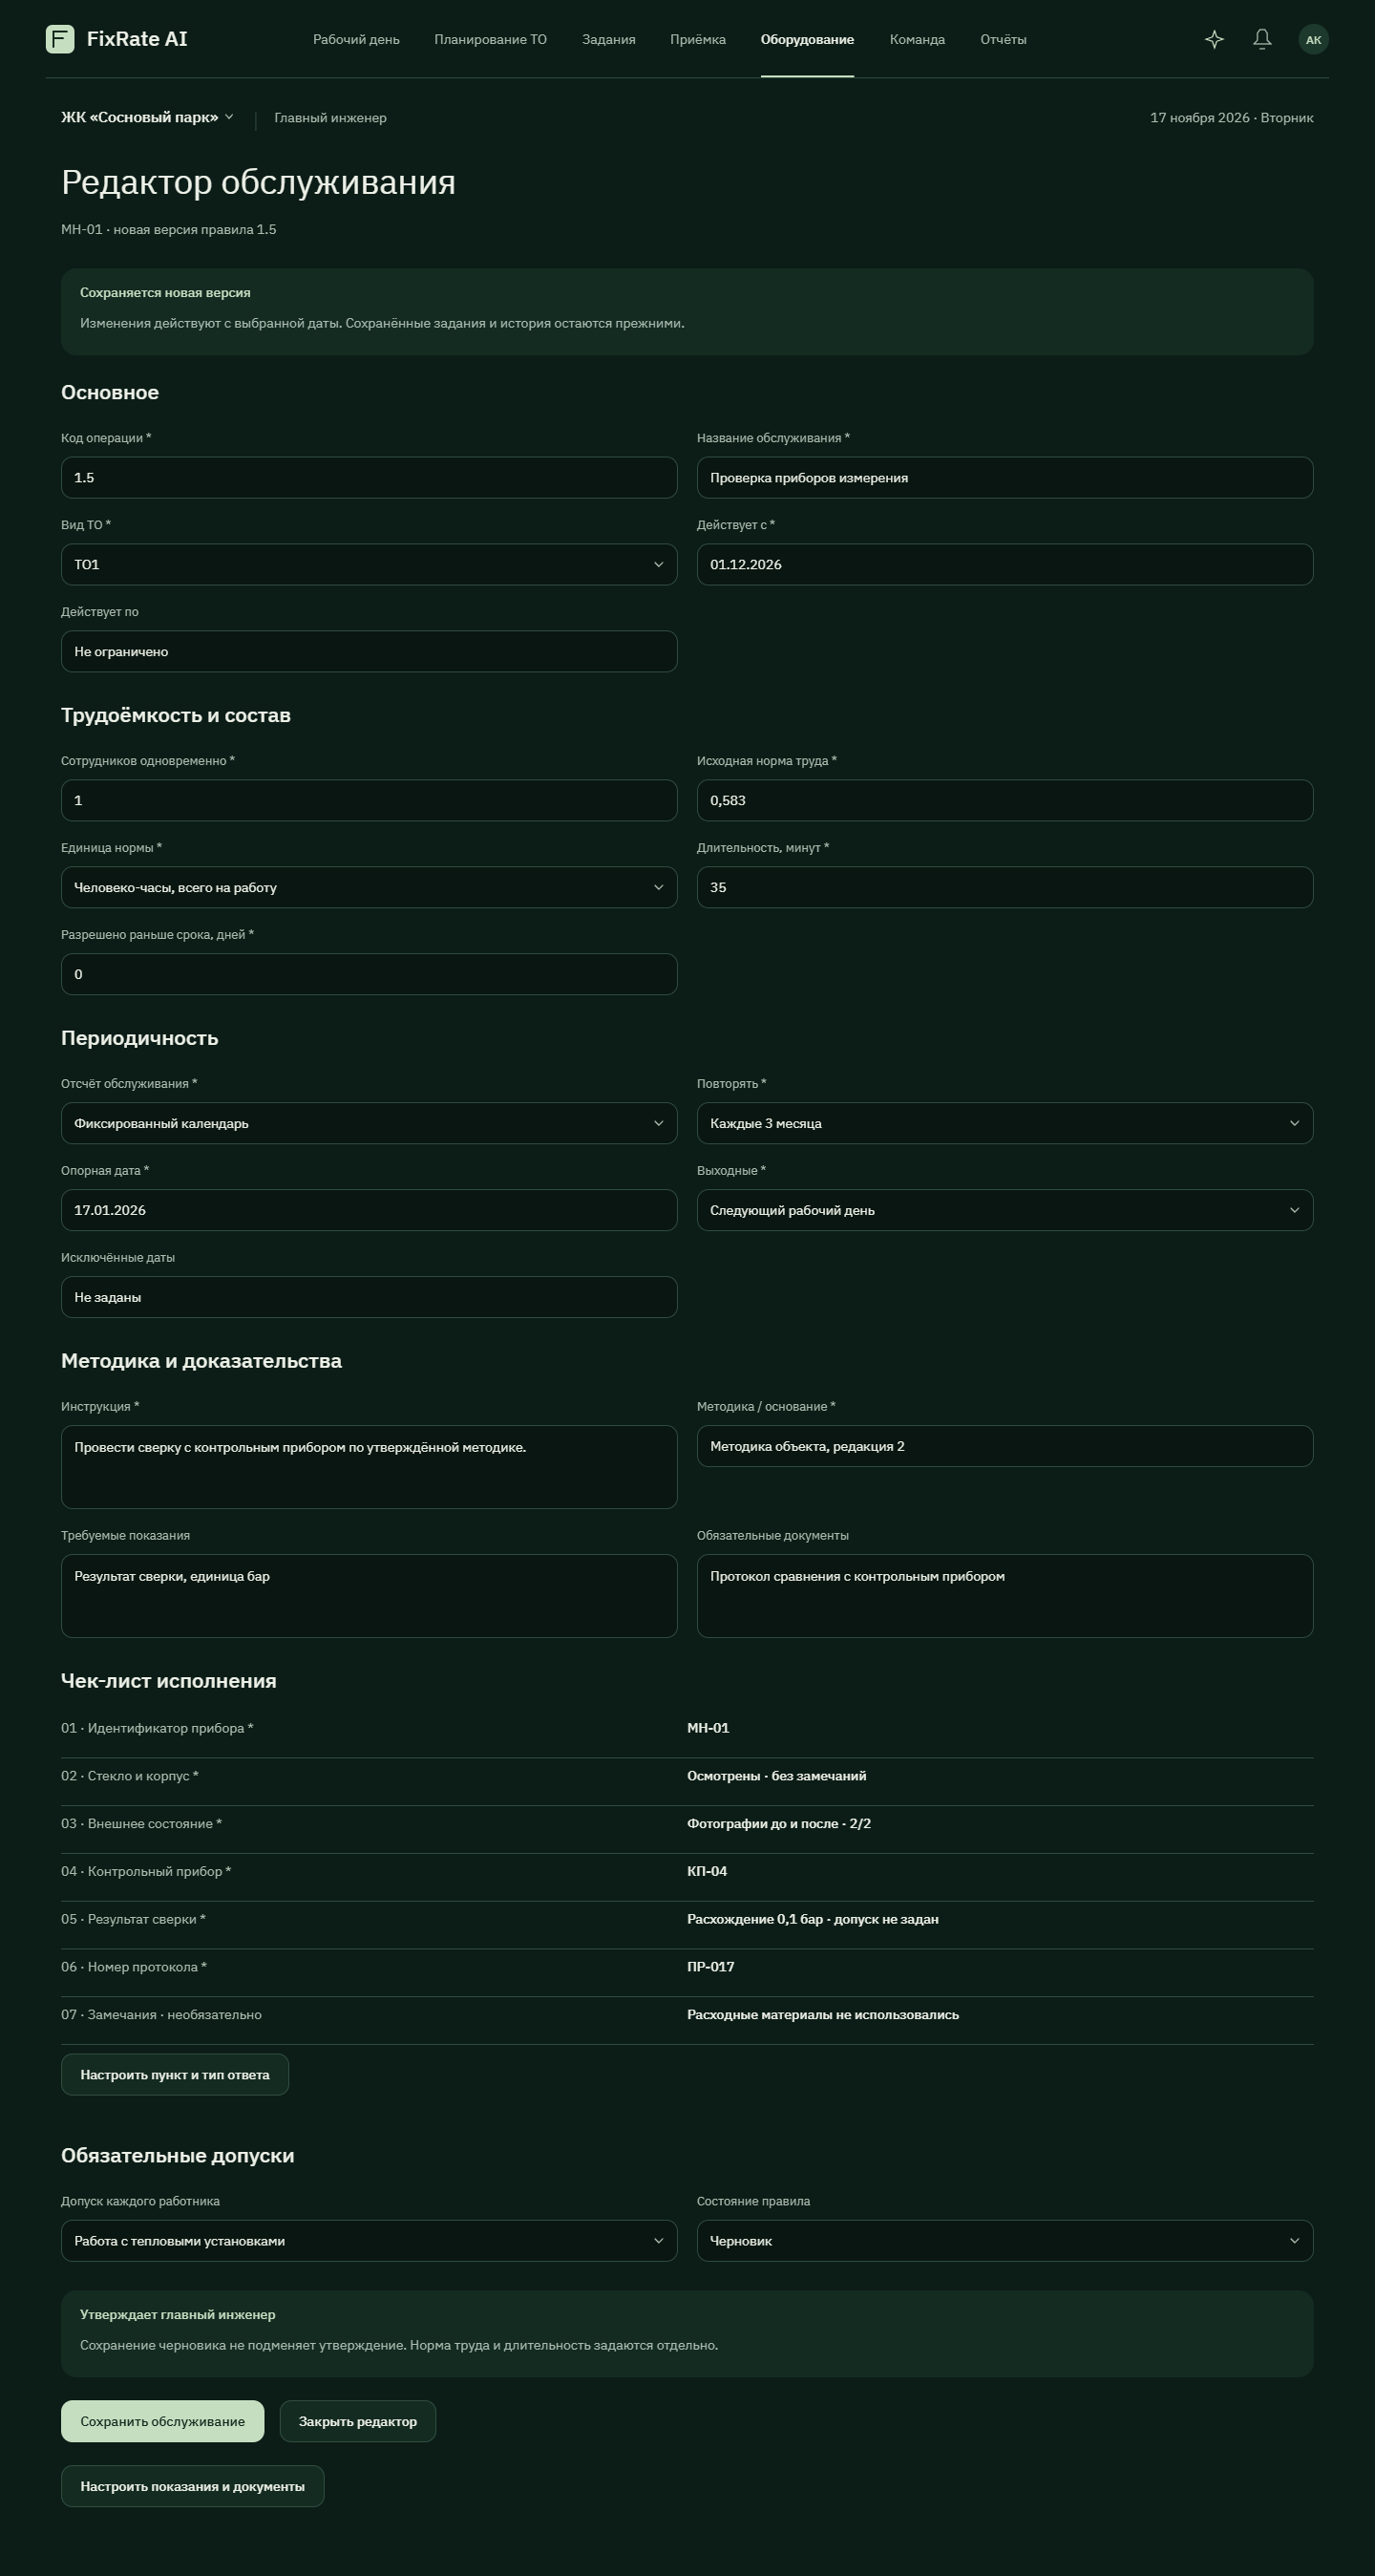 FixRate AI
Рабочий день
Планирование ТО
Задания
Приёмка
Оборудование
Команда
Отчёты
АК
ЖК «Сосновый парк»
Главный инженер
17 ноября 2026 · Вторник
Редактор обслуживания
МН-01 · новая версия правила 1.5
Сохраняется новая версия
Изменения действуют с выбранной даты. Сохранённые задания и история остаются прежними.
Основное
Код операции *
Название обслуживания *
1.5
Проверка приборов измерения
Вид ТО *
Действует с *
ТО1
01.12.2026
Действует по
Не ограничено
Трудоёмкость и состав
Сотрудников одновременно *
Исходная норма труда *
1
0,583
Единица нормы *
Длительность, минут *
Человеко-часы, всего на работу
35
Разрешено раньше срока, дней *
0
Периодичность
Отсчёт обслуживания *
Повторять *
Фиксированный календарь
Каждые 3 месяца
Опорная дата *
Выходные *
17.01.2026
Следующий рабочий день
Исключённые даты
Не заданы
Методика и доказательства
Инструкция *
Методика / основание *
Провести сверку с контрольным прибором по утверждённой методике.
Методика объекта, редакция 2
Требуемые показания
Обязательные документы
Результат сверки, единица бар
Протокол сравнения с контрольным прибором
Чек-лист исполнения
01 · Идентификатор прибора *
МН-01
02 · Стекло и корпус *
Осмотрены · без замечаний
03 · Внешнее состояние *
Фотографии до и после · 2/2
04 · Контрольный прибор *
КП-04
05 · Результат сверки *
Расхождение 0,1 бар · допуск не задан
06 · Номер протокола *
ПР-017
07 · Замечания · необязательно
Расходные материалы не использовались
Настроить пункт и тип ответа
Обязательные допуски
Допуск каждого работника
Состояние правила
Работа с тепловыми установками
Черновик
Утверждает главный инженер
Сохранение черновика не подменяет утверждение. Норма труда и длительность задаются отдельно.
Сохранить обслуживание
Закрыть редактор
Настроить показания и документы